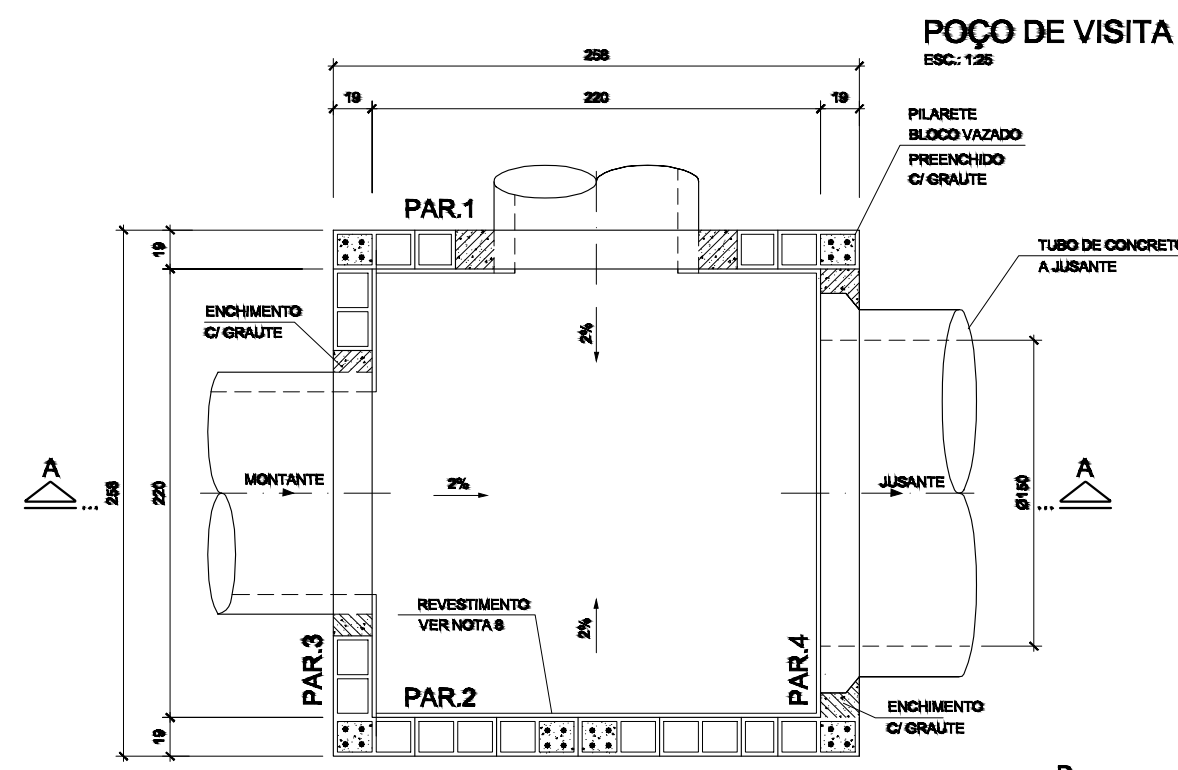 POÇO DE VISITA
ESC.: 1:25
258
19
220
19
PILARETE
BLOCO VAZADO
PREENCHIDO
C/ GRAUTE
PAR.1
19
TUBO DE CONCRETO
A JUSANTE
ENCHIMENTO
C/ GRAUTE
2%
A
...
258
220
MONTANTE
2%
JUSANTE
Ø150
A
...
REVESTIMENTO
VER NOTA 8
2%
PAR.3
PAR.2
PAR.4
ENCHIMENTO
C/ GRAUTE
19